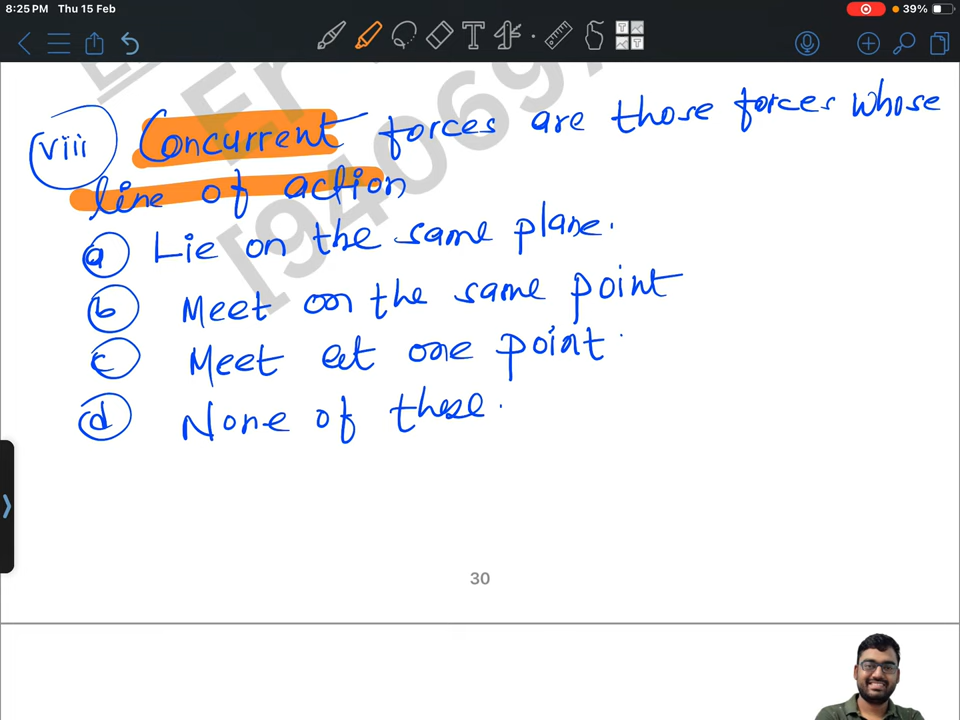 8:25 PM Thu 15 Feb
39%
viii Concurrent forces are those forces whose
line of action
a Lie on the same plane.
b Meet on the same point
c Meet at one point.
d None of these.
30